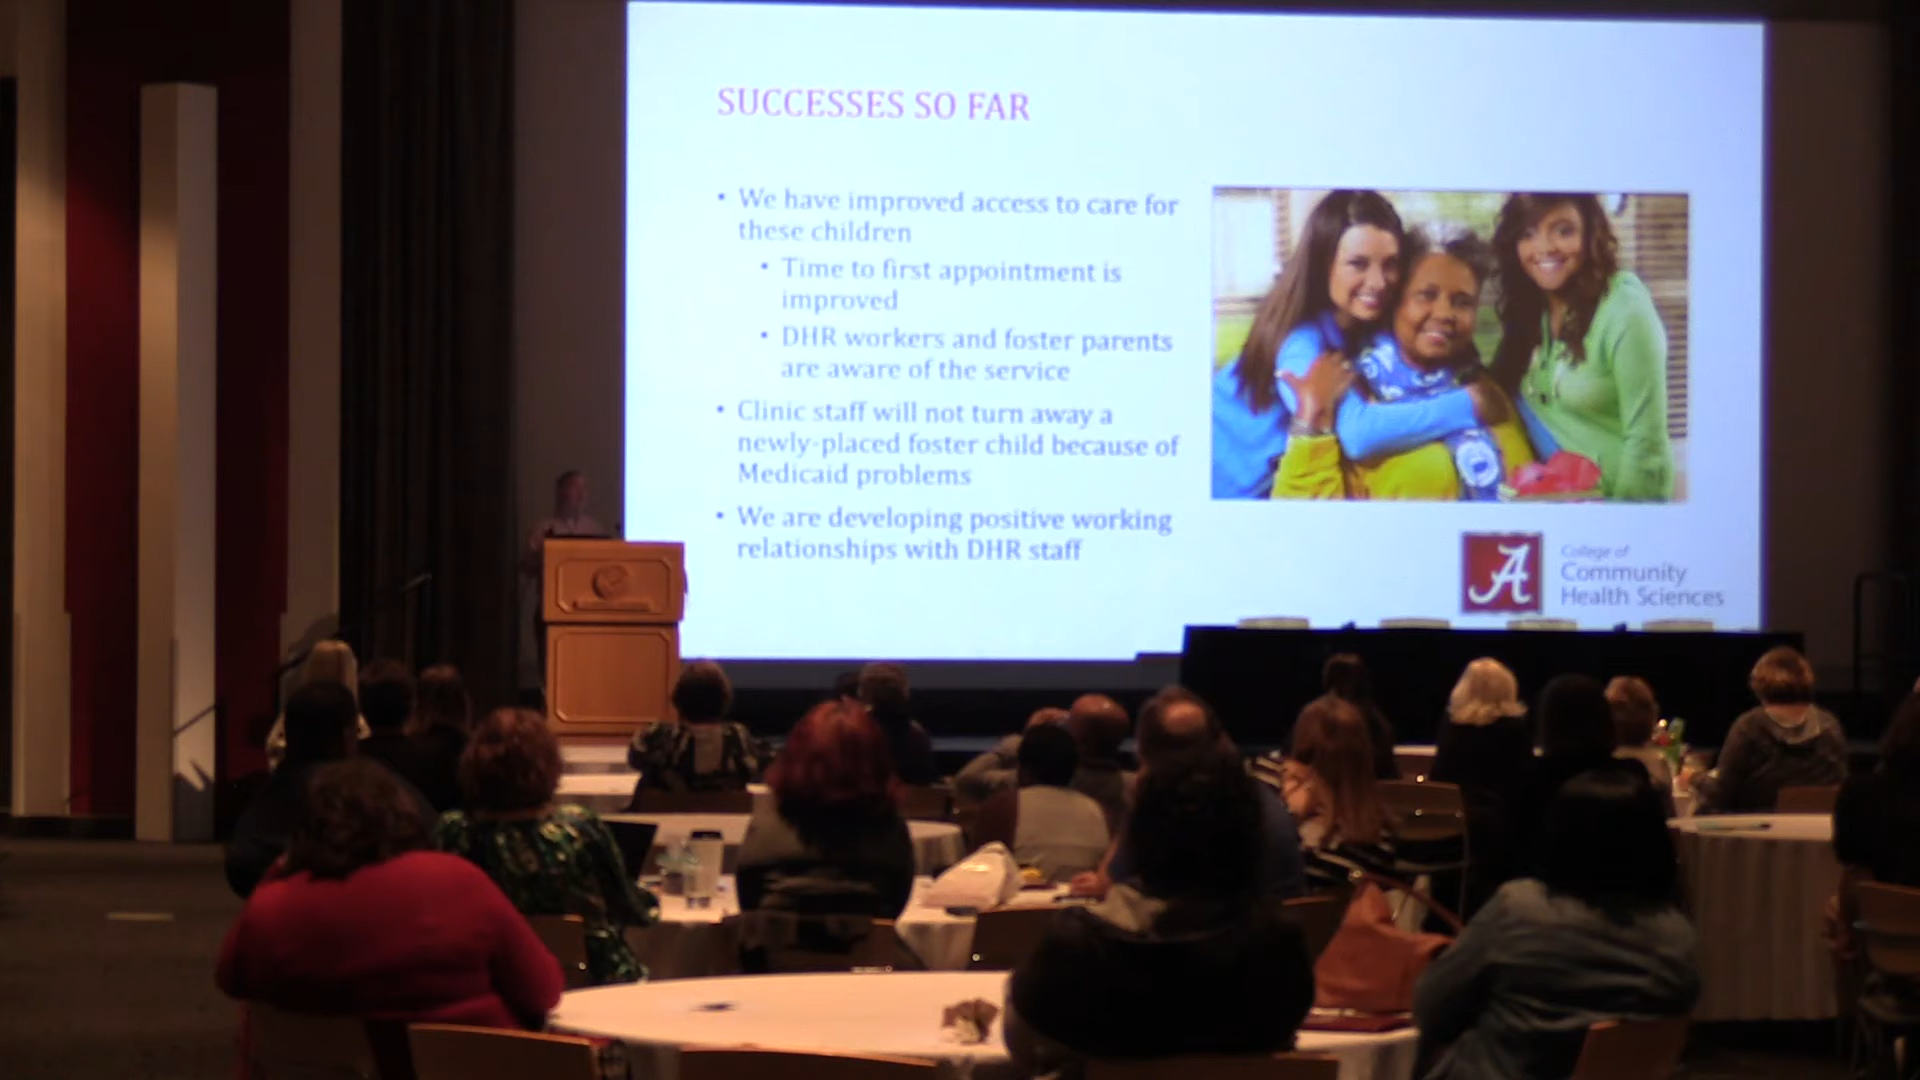 SUCCESSES SO FAR
• We have improved access to care for
these children
• Time to first appointment is
improved
• DHR workers and foster parents
are aware of the service
• Clinic staff will not turn away a
newly-placed foster child because of
Medicaid problems
• We are developing positive working
relationships with DHR staff
A
College of
Community
Health Sciences